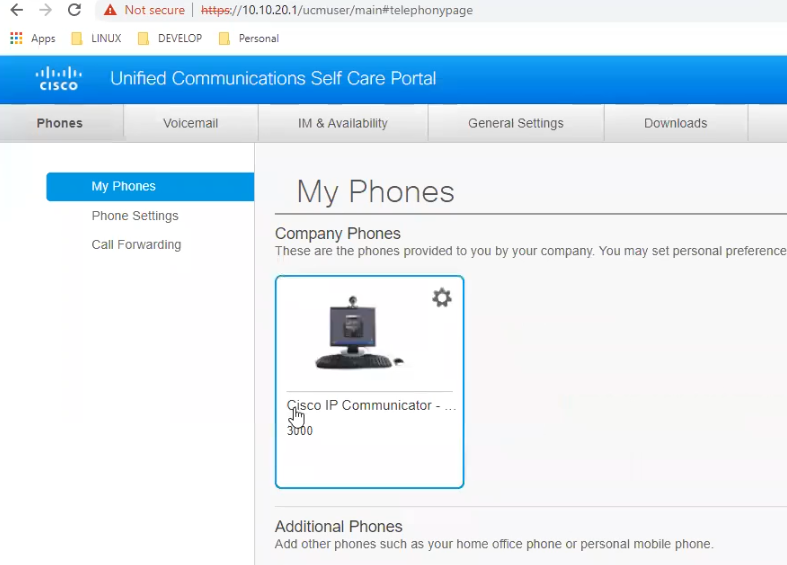 Not secure | https://10.10.20.1/ucmuser/main#telephonypage
Apps LINUX DEVELOP Personal
CISCO Unified Communications Self Care Portal
Phones Voicemail IM & Availability General Settings Downloads
My Phones
Phone Settings
Call Forwarding
My Phones
Company Phones
These are the phones provided to you by your company. You may set personal preference
Cisco IP Communicator - ...
3000
Additional Phones
Add other phones such as your home office phone or personal mobile phone.